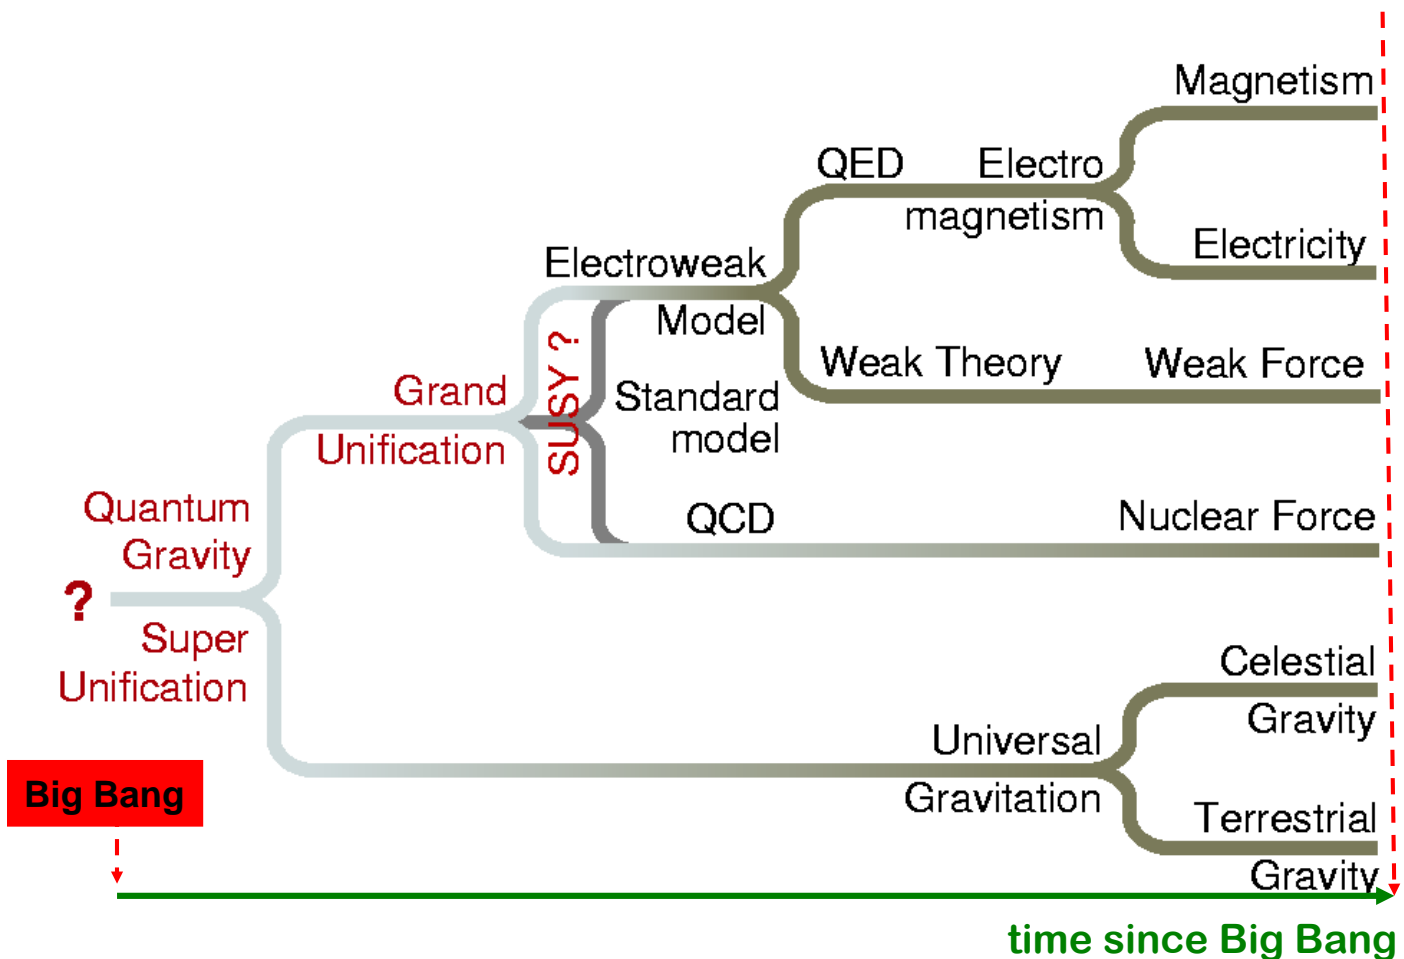 Magnetism
QED
Electro
magnetism
Electricity
Electroweak
Model
Weak Theory
Weak Force
SUSY ?
Grand
Unification
Standard
model
Quantum
Gravity
QCD
Nuclear Force
?
Super
Unification
Celestial
Gravity
Universal
Gravitation
Big Bang
Terrestrial
Gravity
time since Big Bang